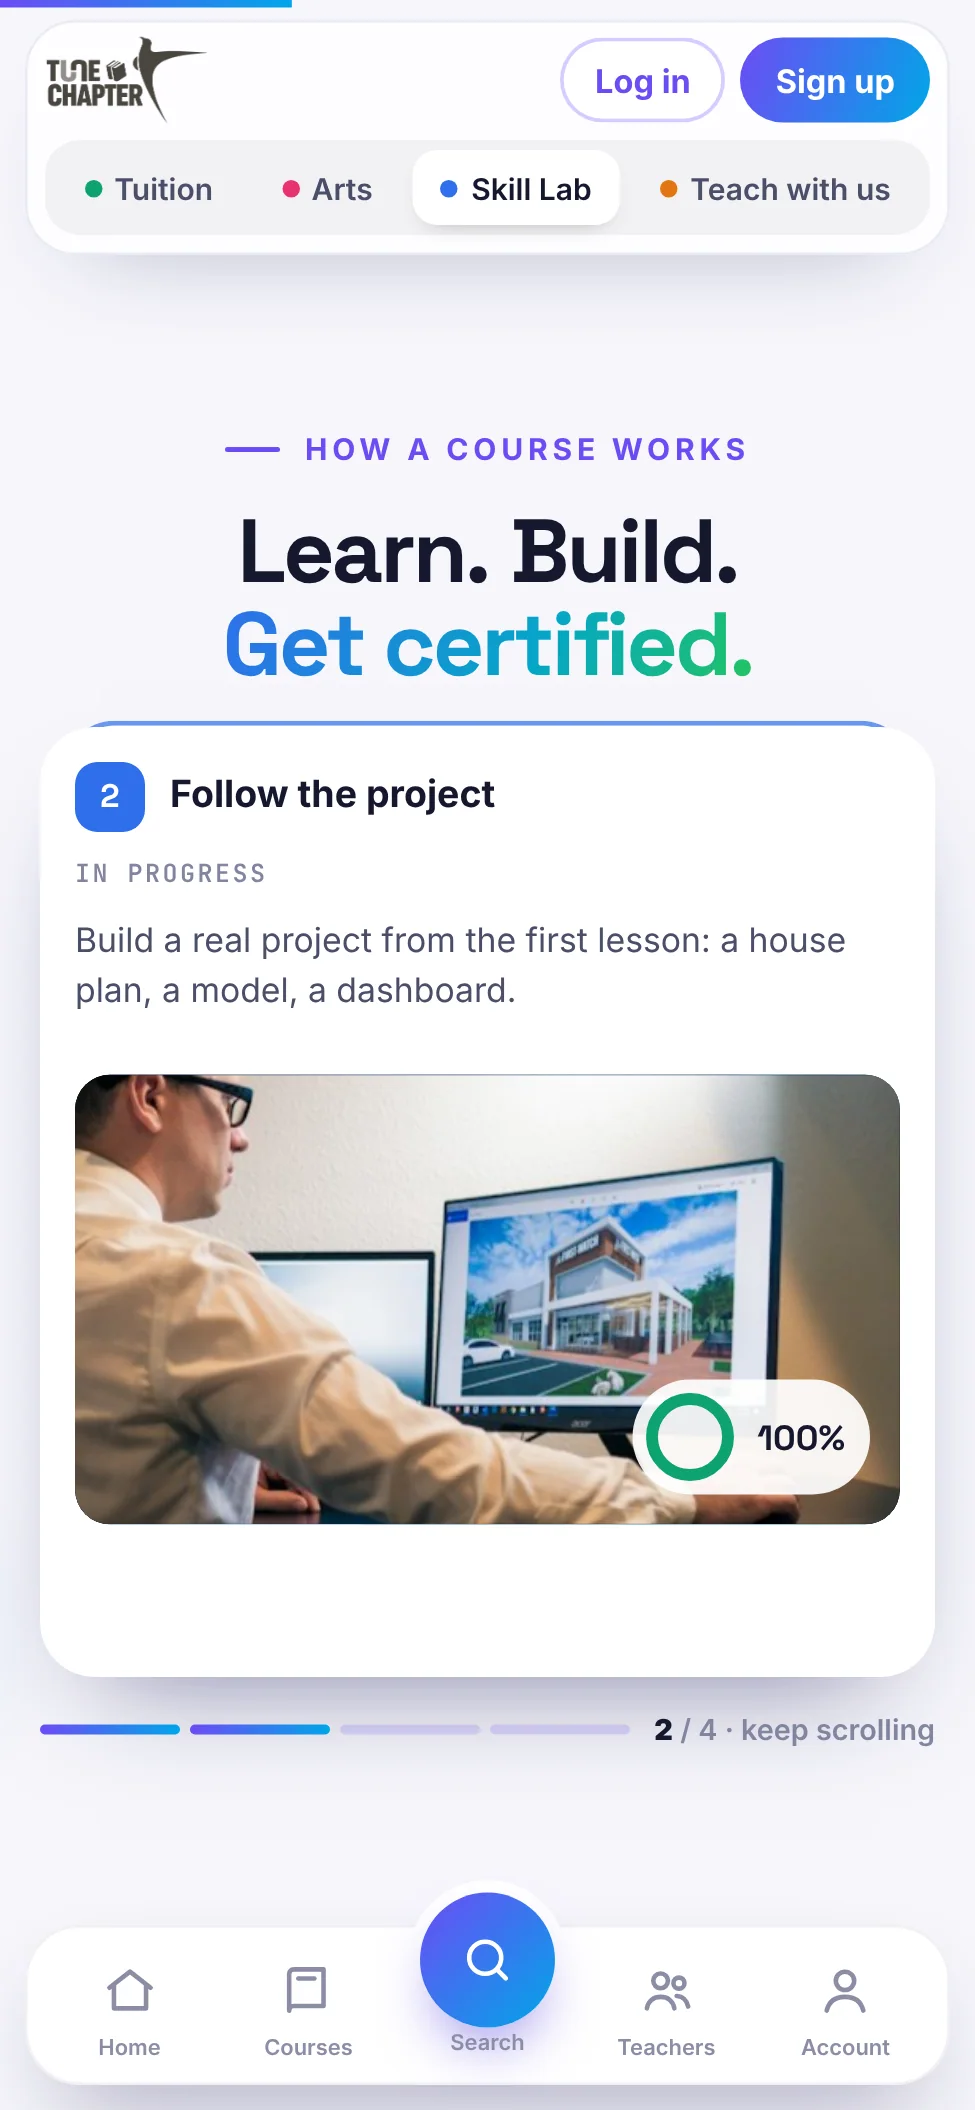 TUNE
CHAPTER
Log in
Sign up
Tuition
Arts
Skill Lab
Teach with us
HOW A COURSE WORKS
Learn. Build.
Get certified.
2
Follow the project
IN PROGRESS
Build a real project from the first lesson: a house
plan, a model, a dashboard.
100%
2 / 4 · keep scrolling
Home
Courses
Search
Teachers
Account